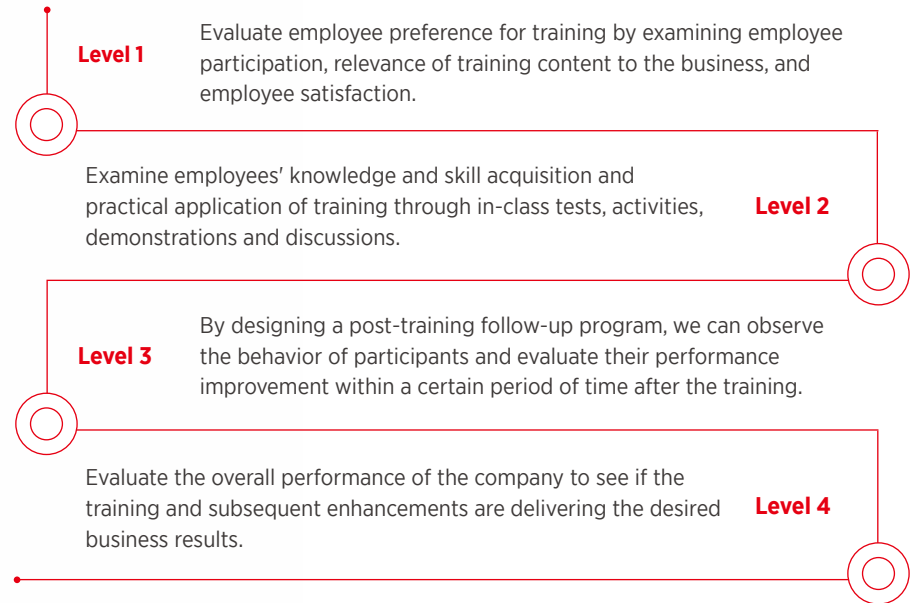 Level 1
Evaluate employee preference for training by examining employee
participation, relevance of training content to the business, and
employee satisfaction.
Examine employees' knowledge and skill acquisition and
practical application of training through in-class tests, activities,
demonstrations and discussions.
Level 2
Level 3
By designing a post-training follow-up program, we can observe
the behavior of participants and evaluate their performance
improvement within a certain period of time after the training.
Evaluate the overall performance of the company to see if the
training and subsequent enhancements are delivering the desired
business results.
Level 4